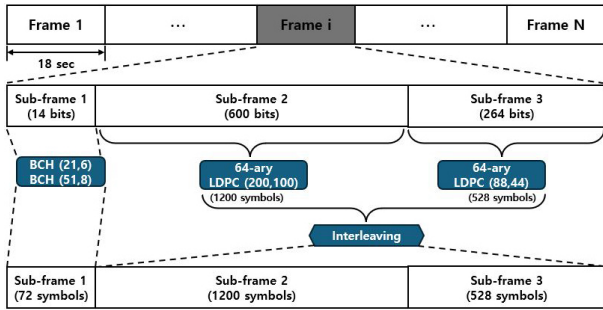 Frame 1
...
Frame i
...
Frame N
18 sec
Sub-frame 1
(14 bits)
Sub-frame 2
(600 bits)
Sub-frame 3
(264 bits)
BCH (21,6)
BCH (51,8)
64-ary
LDPC (200,100)
(1200 symbols)
64-ary
LDPC (88,44)
(528 symbols)
Interleaving
Sub-frame 1
(72 symbols)
Sub-frame 2
(1200 symbols)
Sub-frame 3
(528 symbols)